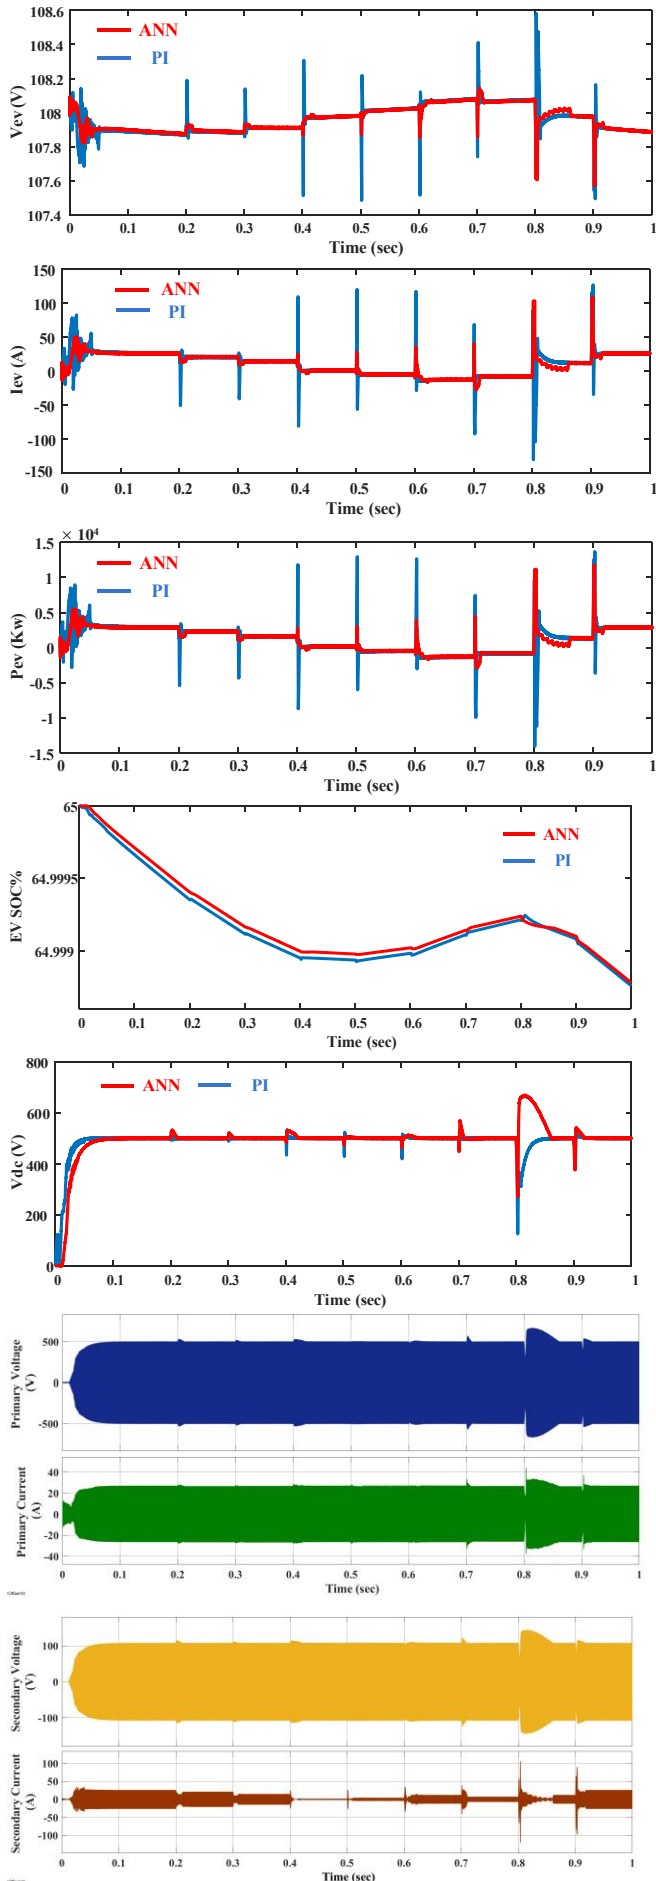 108.6
108.2
108
107.8
107.6
107.4
Vev (V)
ANN
PI
0 0.1 0.2 0.3 0.4 0.5 0.6 0.7 0.8 0.9 1
Time (sec)
150
100
50
0
-50
-100
-150
Iev (A)
ANN
PI
0 0.1 0.2 0.3 0.4 0.5 0.6 0.7 0.8 0.9 1
Time (sec)
× 10⁴
1.5
1
0.5
0
-0.5
-1
-1.5
Pev (Kw)
ANN
PI
0 0.1 0.2 0.3 0.4 0.5 0.6 0.7 0.8 0.9 1
Time (sec)
65
64.9995
64.999
EV SOC%
ANN
PI
0 0.1 0.2 0.3 0.4 0.5 0.6 0.7 0.8 0.9 1
Time (sec)
800
600
400
200
0
Vdc (V)
ANN PI
0 0.1 0.2 0.3 0.4 0.5 0.6 0.7 0.8 0.9 1
Time (sec)
500
0
-500
Primary Voltage
(V)
40
20
0
-20
-40
Primary Current
(A)
0 0.1 0.2 0.3 0.4 0.5 0.6 0.7 0.8 0.9 1
Time (sec)
100
0
-100
Secondary Voltage
(V)
100
50
0
-50
-100
Secondary Current
(A)
0 0.1 0.2 0.3 0.4 0.5 0.6 0.7 0.8 0.9 1
Time (sec)